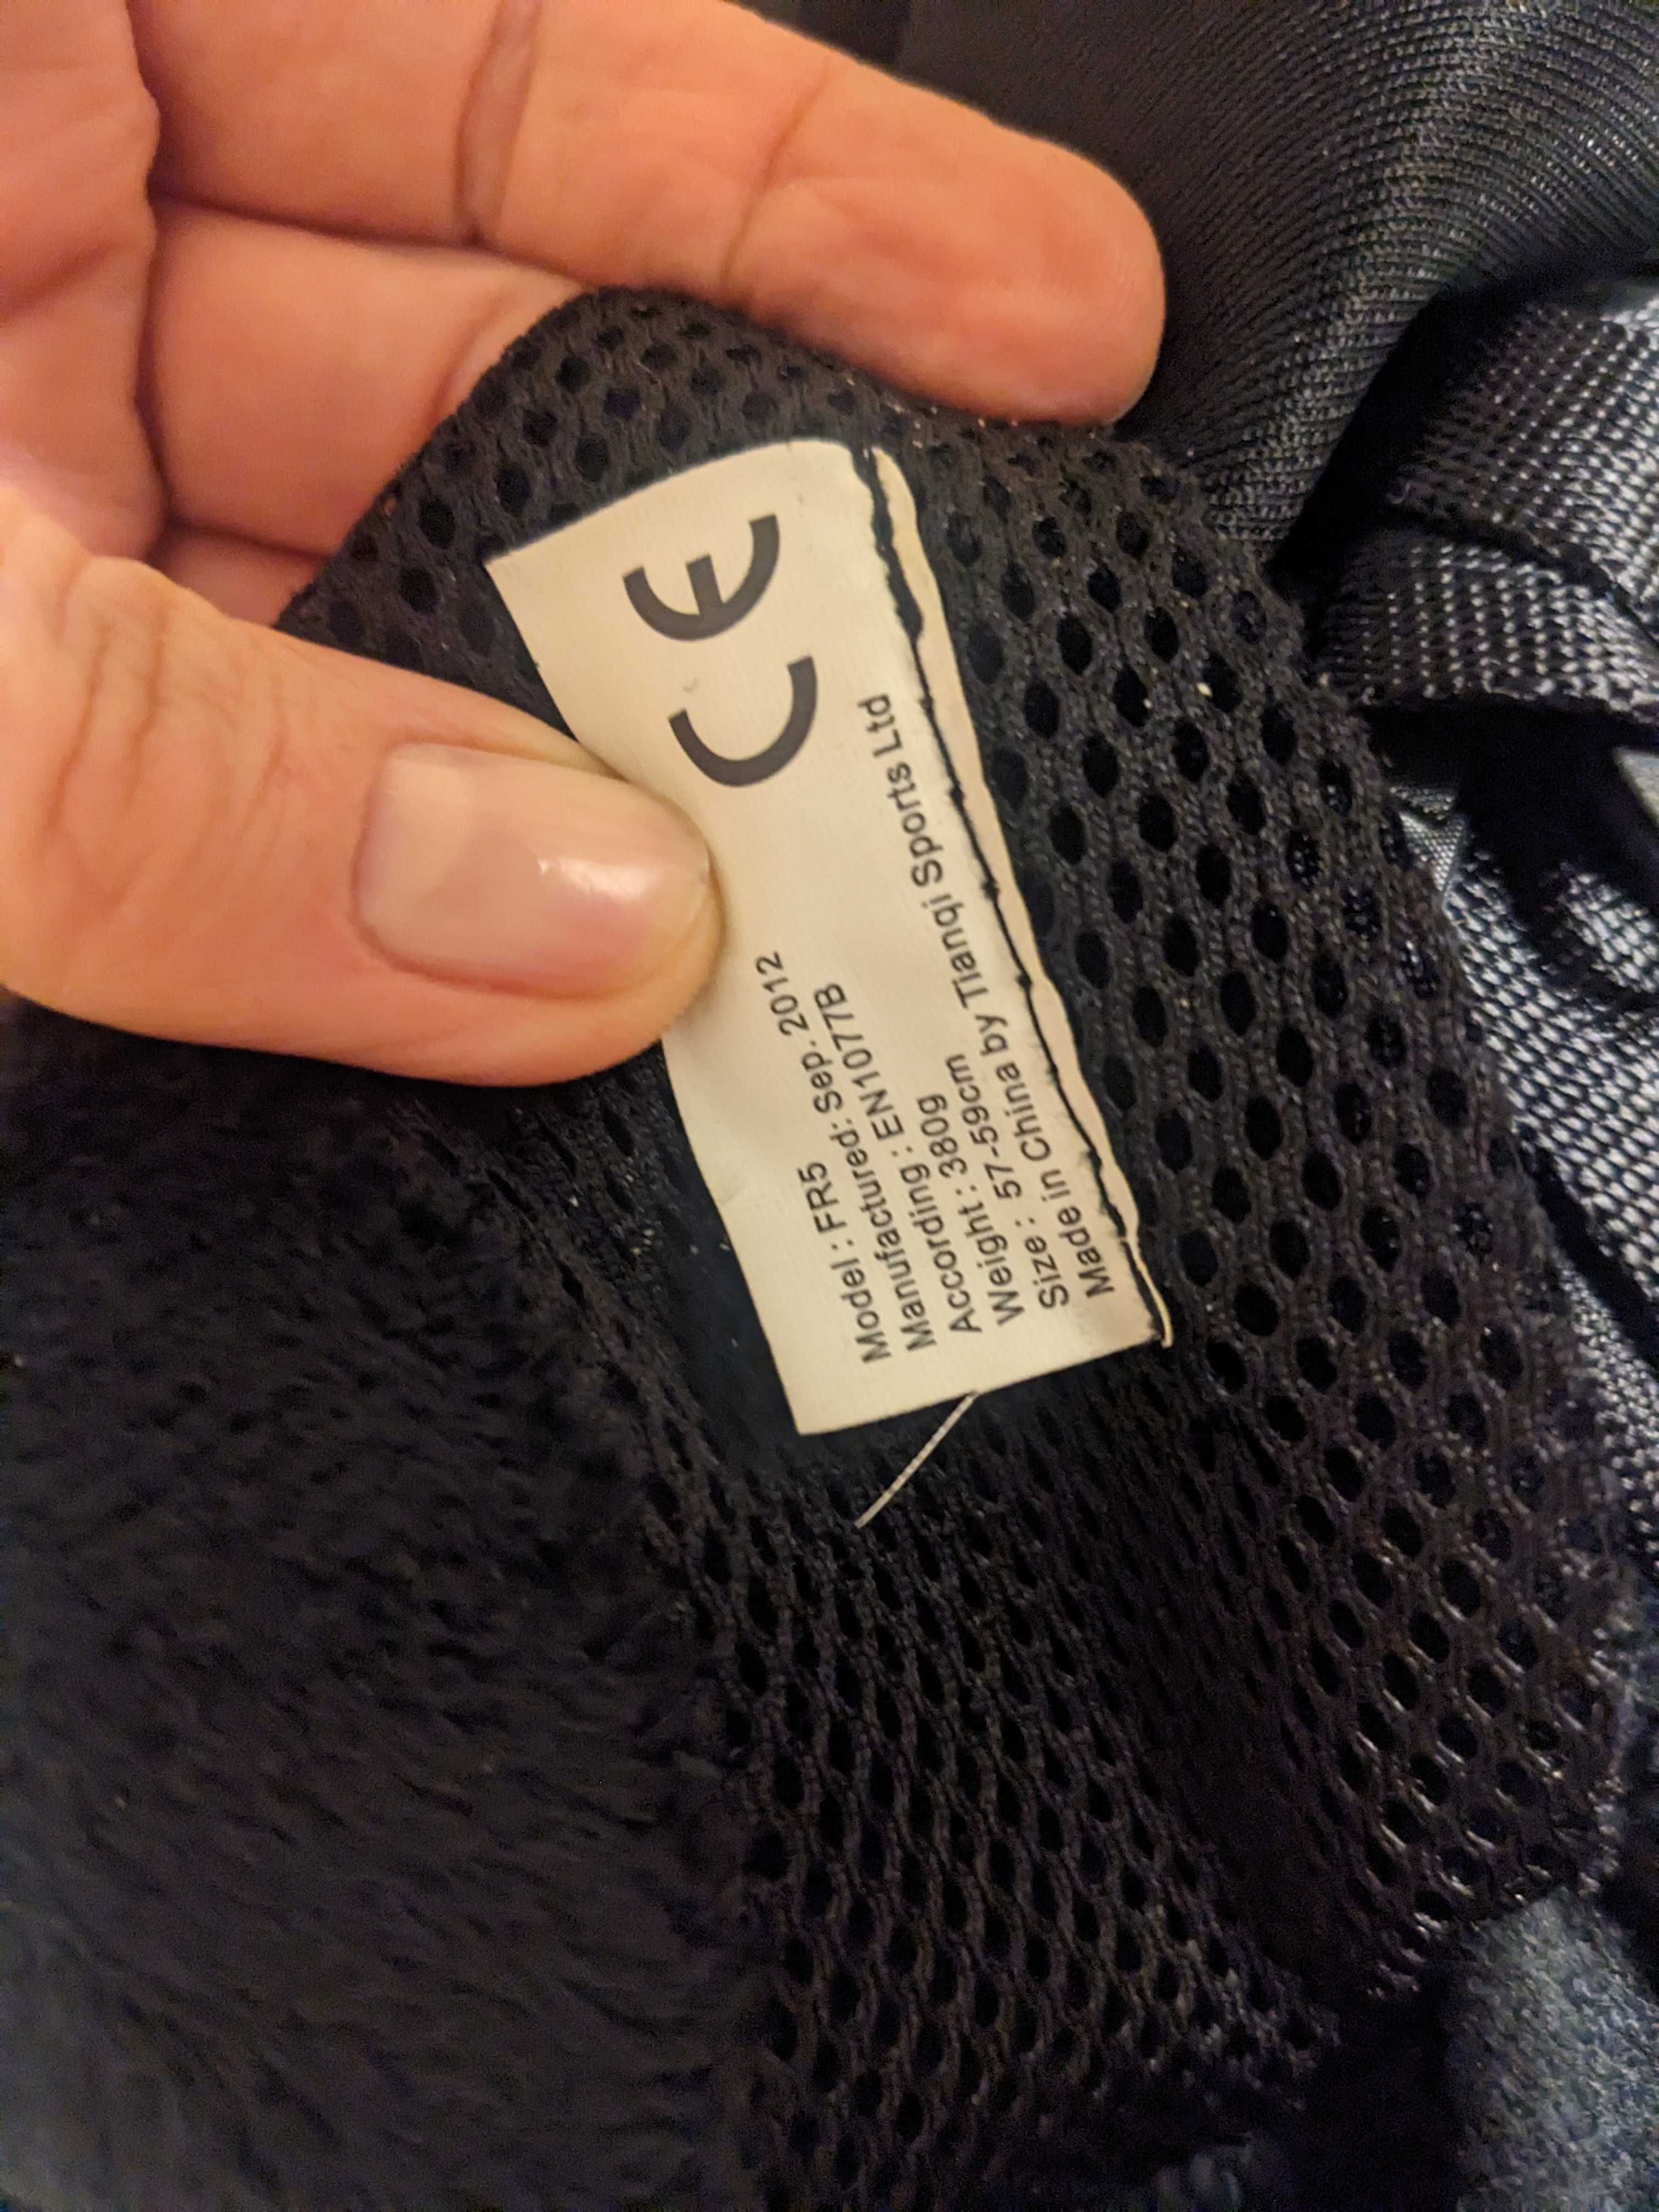 CE
Model : FR5
Manufactured: Sep. 2012
According : EN1077B
Weight : 380g
Size : 57-59cm
Made in China by Tianqi Sports Ltd